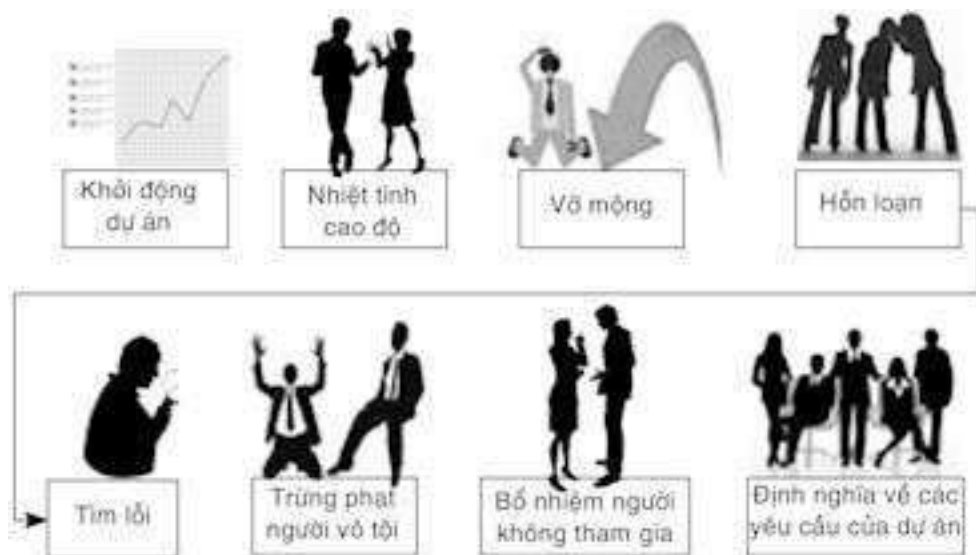 Khởi động
dự án
Nhiệt tình
cao độ
Vỡ mộng
Hỗn loạn
Tìm lỗi
Trừng phạt
người vô tội
Bổ nhiệm người
không tham gia
Định nghĩa về các
yêu cầu của dự án